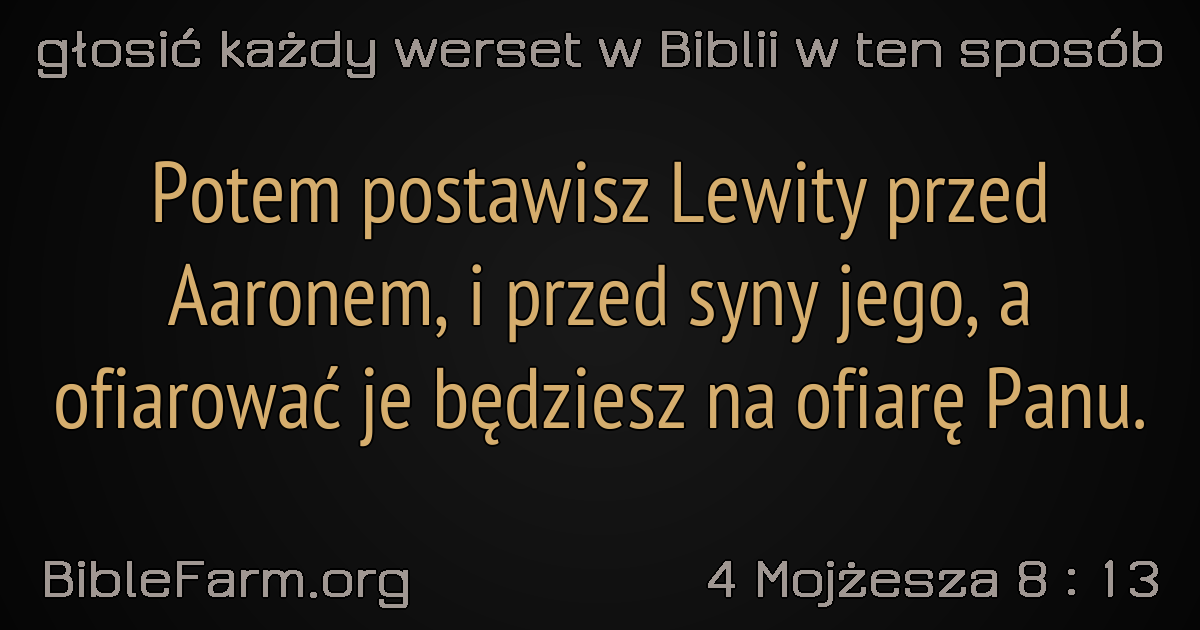 głosić każdy werset w Biblii w ten sposób
Potem postawisz Lewity przed
Aaronem, i przed syny jego, a
ofiarować je będziesz na ofiarę Panu.
BibleFarm.org
4 Mojżesza 8 : 13